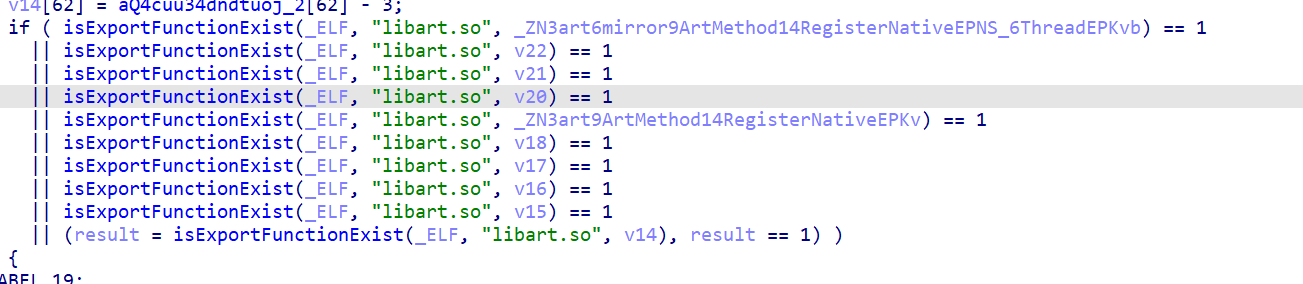 v14[62] = aQ4cuu34dndtuoj_2[62] - 3;
if ( isExportFunctionExist(_ELF, "libart.so", _ZN3art6mirror9ArtMethod14RegisterNativeEPNS_6ThreadEPKvb) == 1
|| isExportFunctionExist(_ELF, "libart.so", v22) == 1
|| isExportFunctionExist(_ELF, "libart.so", v21) == 1
|| isExportFunctionExist(_ELF, "libart.so", v20) == 1
|| isExportFunctionExist(_ELF, "libart.so", _ZN3art9ArtMethod14RegisterNativeEPKv) == 1
|| isExportFunctionExist(_ELF, "libart.so", v18) == 1
|| isExportFunctionExist(_ELF, "libart.so", v17) == 1
|| isExportFunctionExist(_ELF, "libart.so", v16) == 1
|| isExportFunctionExist(_ELF, "libart.so", v15) == 1
|| (result = isExportFunctionExist(_ELF, "libart.so", v14), result == 1) )
{
ABEL_19: